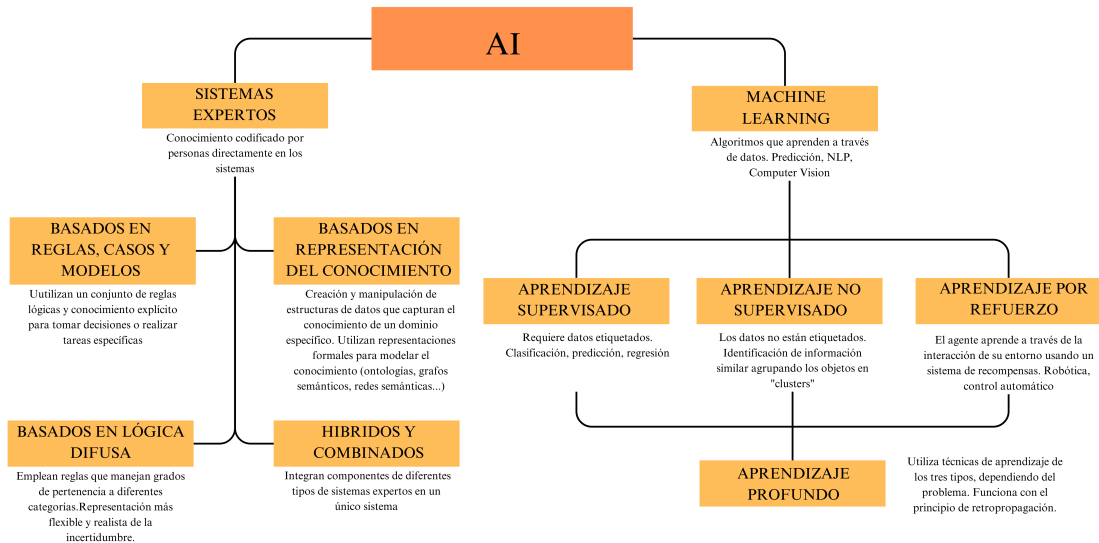 AI
SISTEMAS
EXPERTOS
Conocimiento codificado por
personas directamente en los
sistemas
MACHINE
LEARNING
Algoritmos que aprenden a través
de datos. Predicción, NLP,
Computer Vision
BASADOS EN
REGLAS, CASOS Y
MODELOS
Uutilizan un conjunto de reglas
lógicas y conocimiento explícito
para tomar decisiones o realizar
tareas específicas
BASADOS EN
REPRESENTACIÓN
DEL CONOCIMIENTO
Creación y manipulación de
estructuras de datos que capturan el
conocimiento de un dominio
específico. Utilizan representaciones
formales para modelar el
conocimiento (ontologías, grafos
semánticos, redes semánticas...)
BASADOS EN LÓGICA
DIFUSA
Emplean reglas que manejan grados
de pertenencia a diferentes
categorías.Representación más
flexible y realista de la
incertidumbre.
HIBRIDOS Y
COMBINADOS
Integran componentes de diferentes
tipos de sistemas expertos en un
único sistema
APRENDIZAJE
SUPERVISADO
Requiere datos etiquetados.
Clasificación, predicción, regresión
APRENDIZAJE NO
SUPERVISADO
Los datos no están etiquetados.
Identificación de información
similar agrupando los objetos en
"clusters"
APRENDIZAJE POR
REFUERZO
El agente aprende a través de la
interacción de su entorno usando un
sistema de recompensas. Robótica,
control automático
APRENDIZAJE
PROFUNDO
Utiliza técnicas de aprendizaje de
los tres tipos, dependiendo del
problema. Funciona con el
principio de retropropagación.